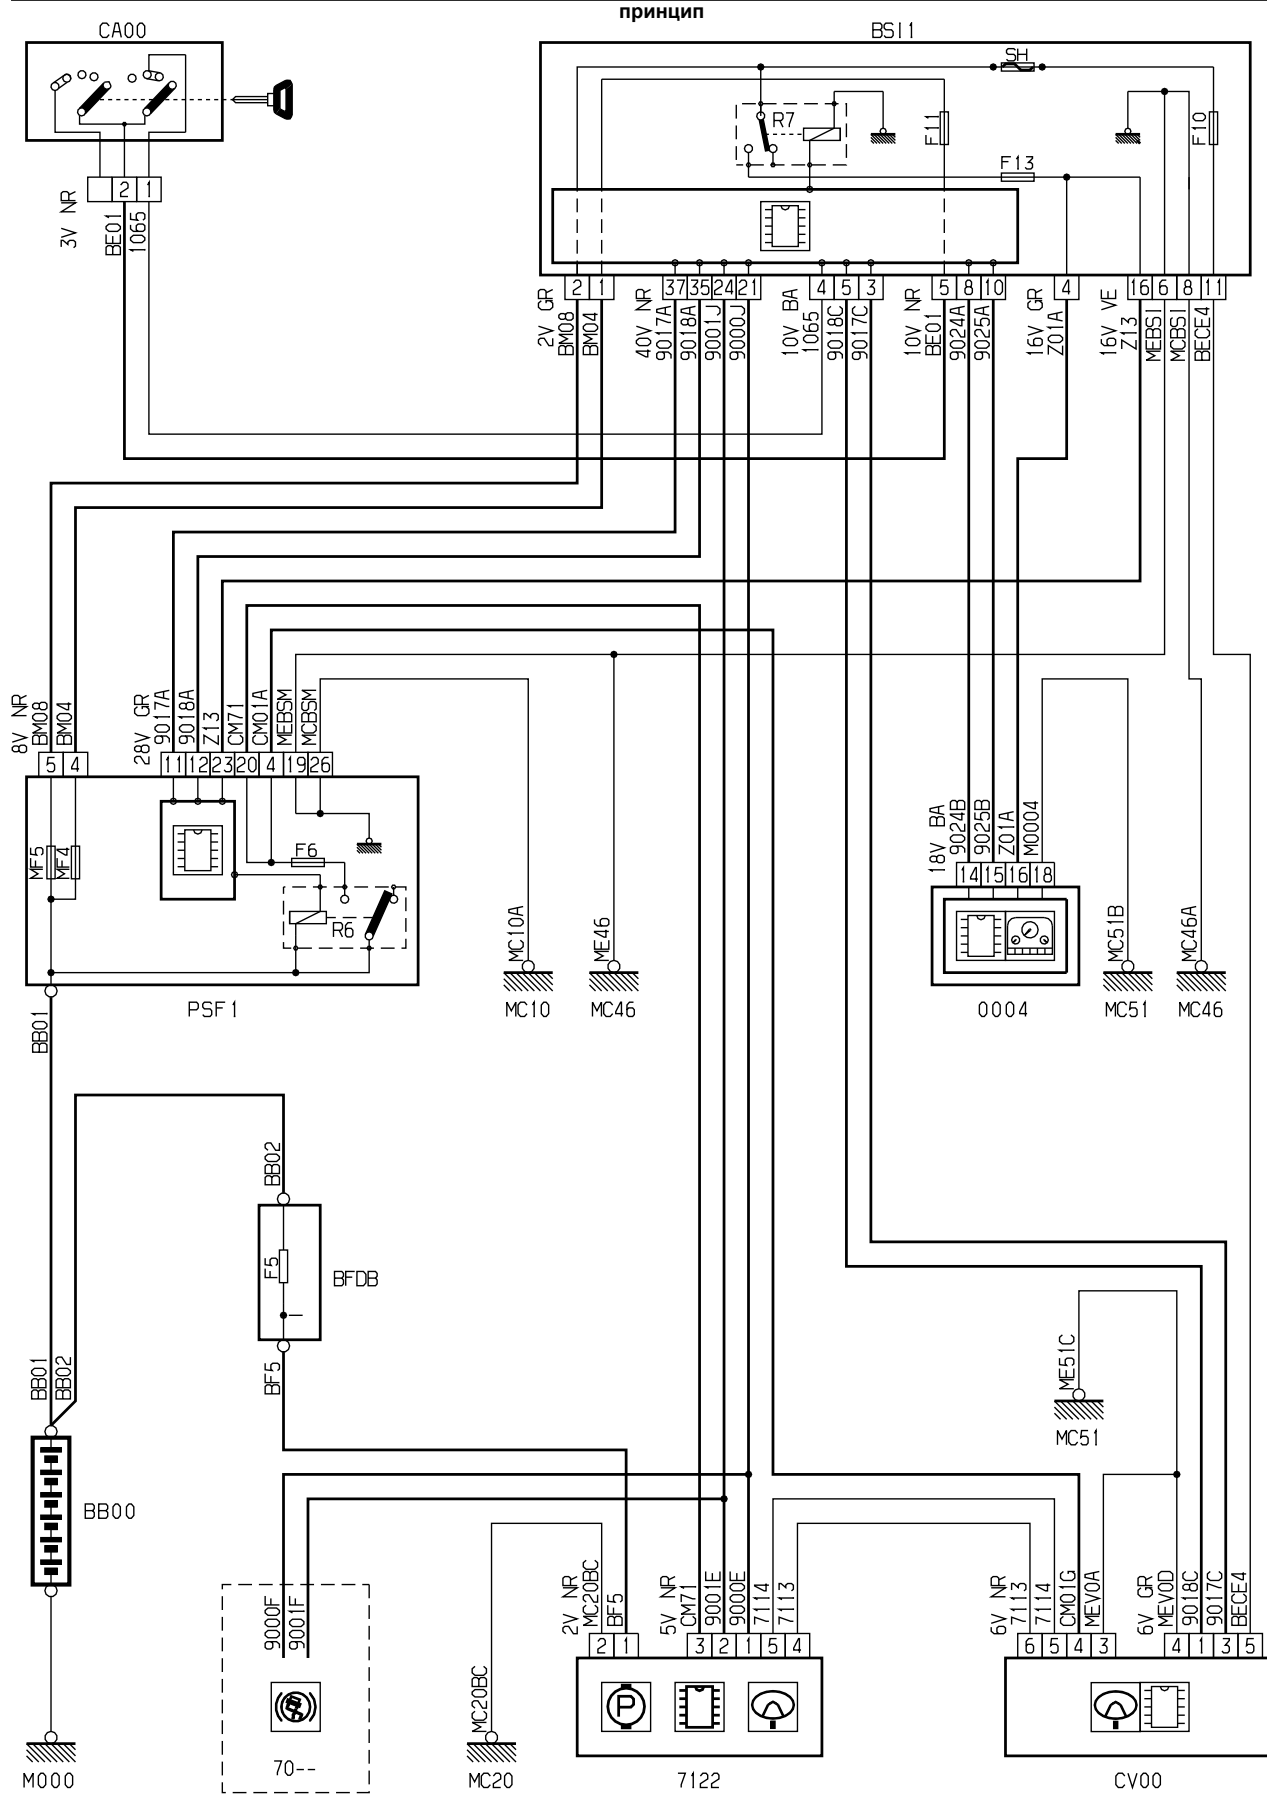 принцип
CA00
BSI1
SH
R7
F11
F10
F13
2 1
3V NR
BE01
1065
2 1
37 35 24 21
4 5 3
5 8 10
4
16 6 8 11
2V GR
BM08
BM04
40V NR
9017A
9018A
9001J
9000J
10V BA
1065
9018C
9017C
10V NR
BE01
9024A
9025A
16V GR
Z01A
16V VE
Z13
MEBSI
MCBSI
BECE4
8V NR
BM08
BM04
28V GR
9017A
9018A
Z13
CM71
CM01A
MEBSM
MCBSM
5 4
11 12 23 20 4 19 26
MF5
MF4
F6
R6
PSF1
MC10A
MC10
ME46
MC46
18V BA
9024B
9025B
Z01A
M0004
14 15 16 18
0004
MC51B
MC51
MC46A
MC46
BB01
BB02
F5
BFDB
BF5
BB01
BB02
BB00
M000
ME51C
MC51
9000F
9001F
70--
MC20BC
MC20
2V NR
MC20BC
BF5
5V NR
CM71
9001E
9000E
7114
7113
2 1
3 2 1 5 4
P
7122
6V NR
7113
7114
CM01G
MEV0A
6V GR
MEV0D
9018C
9017C
BECE4
6 5 4 3
4 1 3 5
CV00